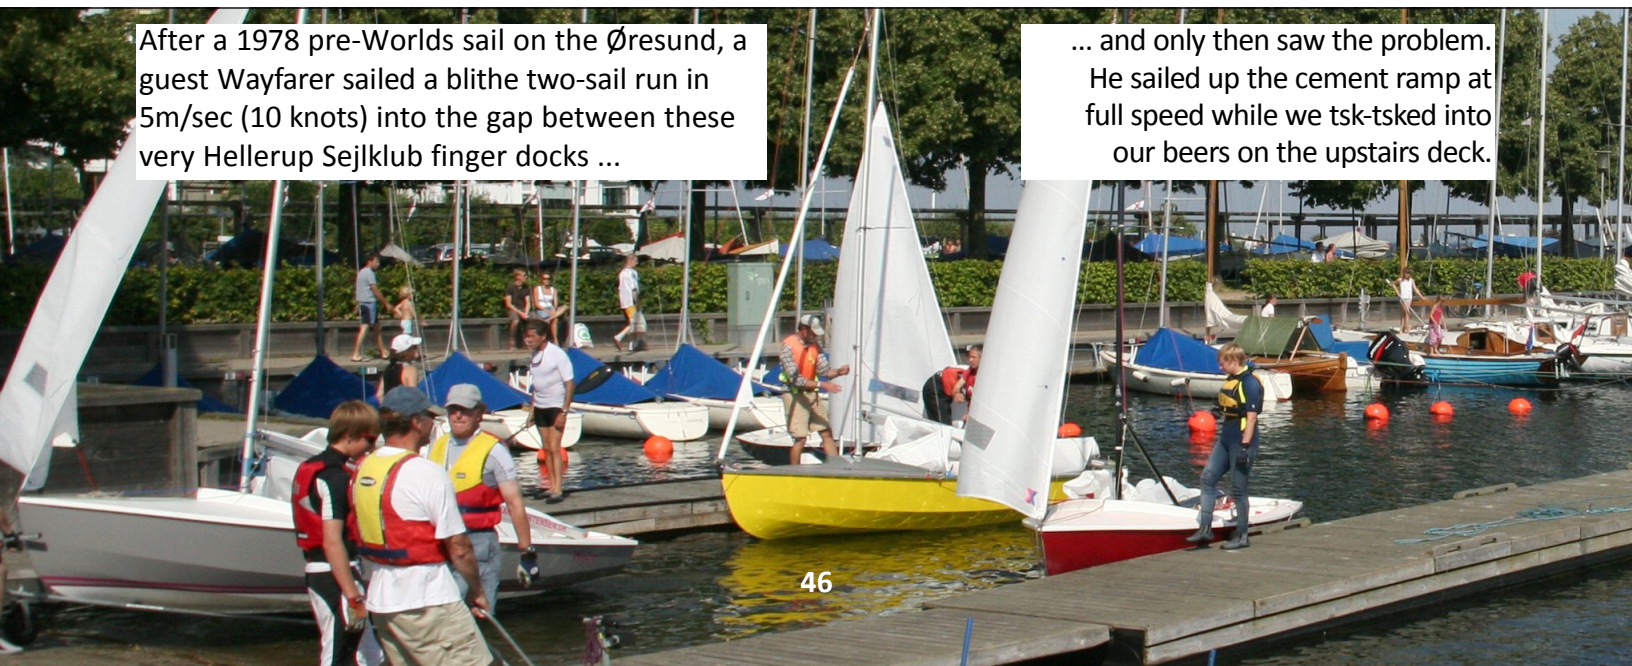 After a 1978 pre-Worlds sail on the Øresund, a
guest Wayfarer sailed a blithe two-sail run in
5m/sec (10 knots) into the gap between these
very Hellerup Sejlklub finger docks ...
... and only then saw the problem.
He sailed up the cement ramp at
full speed while we tsk-tsked into
our beers on the upstairs deck.
46